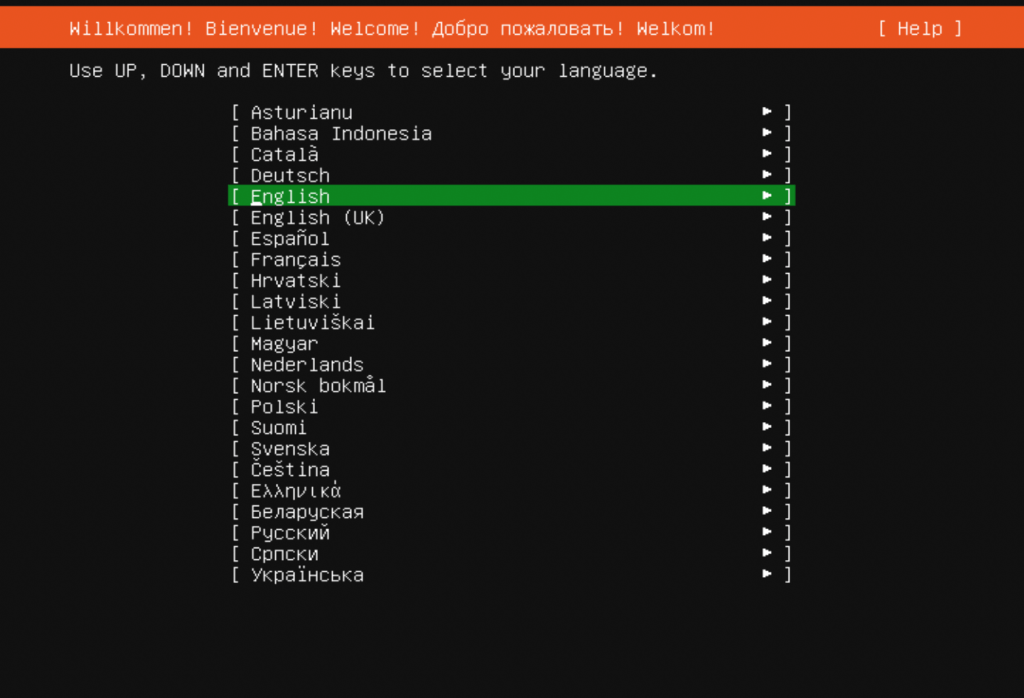 Willkommen! Bienvenue! Welcome! Добро пожаловать! Welkom! [ Help ]
Use UP, DOWN and ENTER keys to select your language.
[ Asturianu ► ]
[ Bahasa Indonesia ► ]
[ Català ► ]
[ Deutsch ► ]
[ English ► ]
[ English (UK) ► ]
[ Español ► ]
[ Français ► ]
[ Hrvatski ► ]
[ Latviski ► ]
[ Lietuviškai ► ]
[ Magyar ► ]
[ Nederlands ► ]
[ Norsk bokmål ► ]
[ Polski ► ]
[ Suomi ► ]
[ Svenska ► ]
[ Čeština ► ]
[ Ελληνικά ► ]
[ Беларуская ► ]
[ Русский ► ]
[ Српски ► ]
[ Українська ► ]